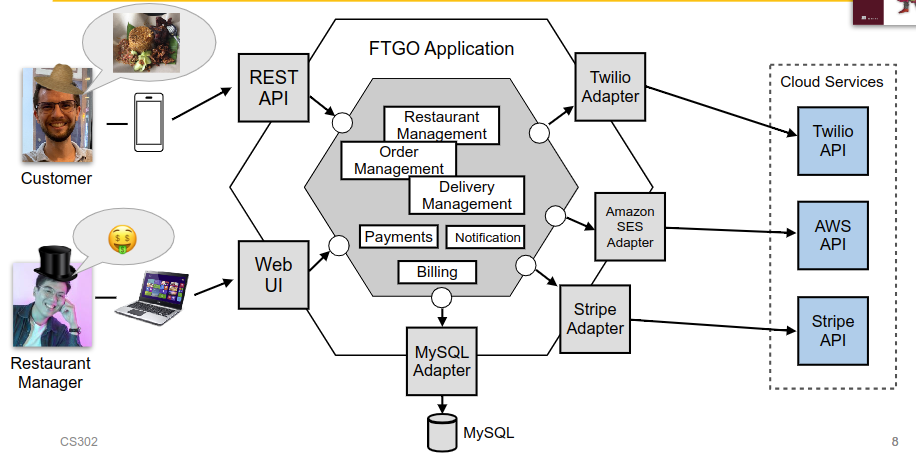 FTGO Application
REST
API
Twilio
Adapter
Cloud Services
Restaurant
Management
Order
Management
Delivery
Management
Twilio
API
Customer
Payments
Notification
Amazon
SES
Adapter
AWS
API
Web
UI
Billing
Stripe
Adapter
Stripe
API
Restaurant
Manager
MySQL
Adapter
MySQL
CS302
8